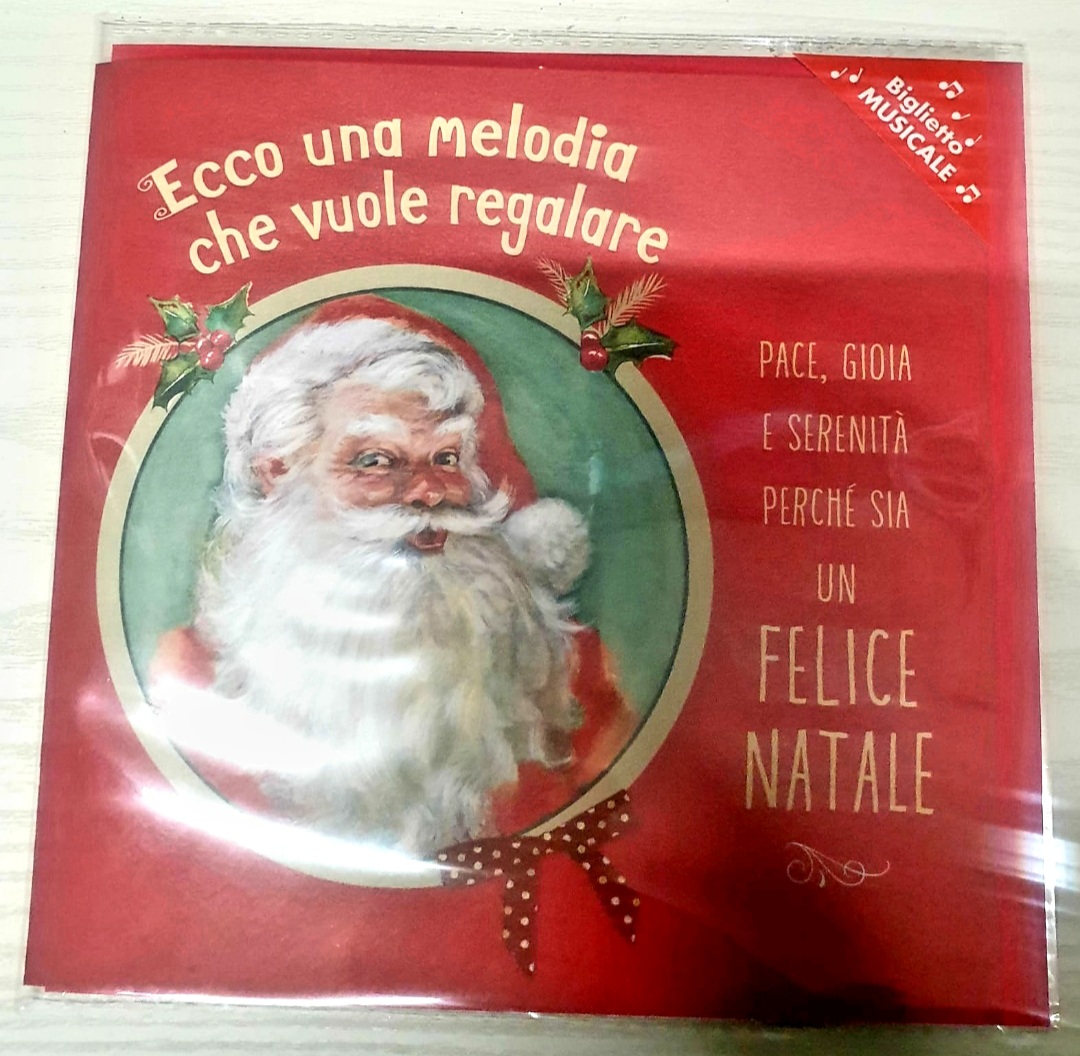 Biglietto
MUSICALE
Ecco una melodia
che vuole regalare
PACE, GIOIA
E SERENITÀ
PERCHÉ SIA
UN
FELICE
NATALE